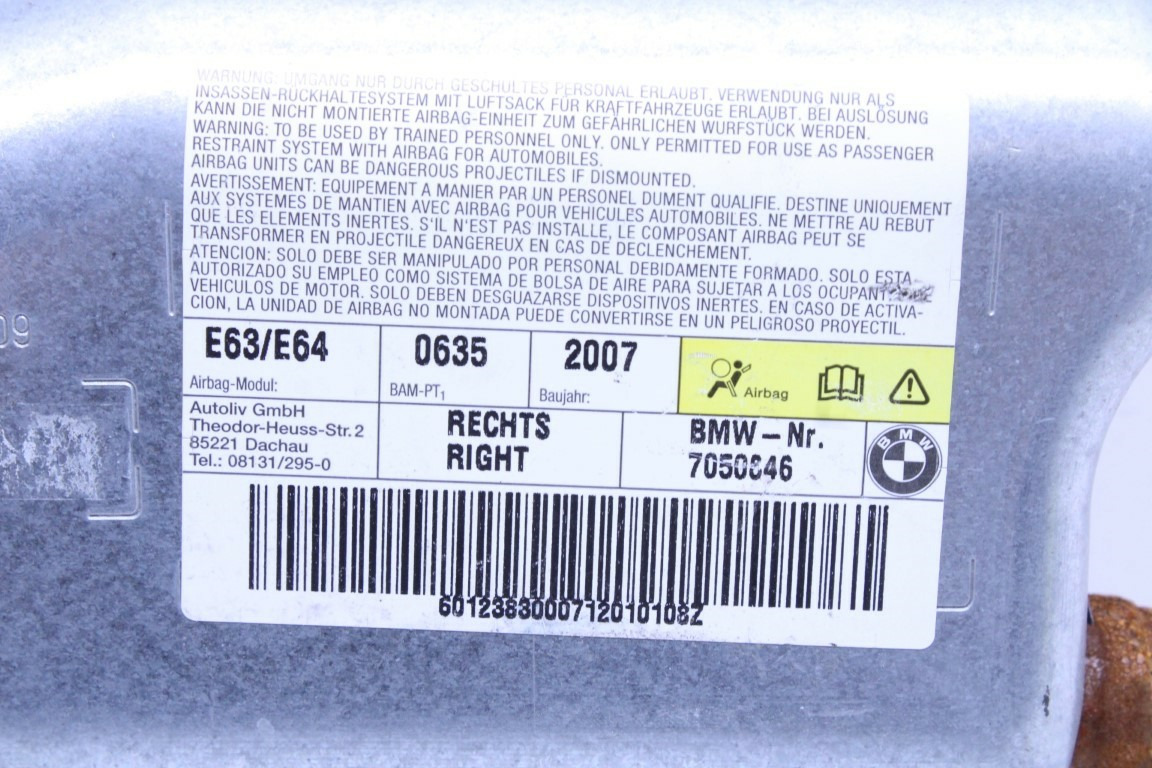 WARNUNG: UMGANG NUR DURCH GESCHULTES PERSONAL ERLAUBT. VERWENDUNG NUR ALS
INSASSEN-RÜCKHALTESYSTEM MIT LUFTSACK FÜR KRAFTFAHRZEUGE ERLAUBT. BEI AUSLÖSUNG
KANN DIE NICHT MONTIERTE AIRBAG-EINHEIT ZUM GEFÄHRLICHEN WURFSTÜCK WERDEN.
WARNING: TO BE USED BY TRAINED PERSONNEL ONLY. ONLY PERMITTED FOR USE AS PASSENGER
RESTRAINT SYSTEM WITH AIRBAG FOR AUTOMOBILES.
AIRBAG UNITS CAN BE DANGEROUS PROJECTILES IF DISMOUNTED.
AVERTISSEMENT: EQUIPEMENT A MANIER PAR UN PERSONEL DUMENT QUALIFIE. DESTINE UNIQUEMENT
AUX SYSTEMES DE MANTIEN AVEC AIRBAG POUR VEHICULES AUTOMOBILES. NE METTRE AU REBUT
QUE LES ELEMENTS INERTES. S'IL N'EST PAS INSTALLE, LE COMPOSANT AIRBAG PEUT SE
TRANSFORMER EN PROJECTILE DANGEREUX EN CAS DE DECLENCHEMENT.
ATENCION: SOLO DEBE SER MANIPULADO POR PERSONAL DEBIDAMENTE FORMADO. SOLO ESTA
AUTORIZADO SU EMPLEO COMO SISTEMA DE BOLSA DE AIRE PARA SUJETAR A LOS
VEHICULOS DE MOTOR. SOLO DEBEN DESGUAZARSE DISPOSITIVOS INERTES. EN CASO DE ACTIVA-
CION, LA UNIDAD DE AIRBAG NO MONTADA PUEDE CONVERTIRSE EN UN PELIGROSO PROYECTIL.
E63/E64
Airbag-Modul:
0635
BAM-PT1
2007
Baujahr:
Airbag
Autoliv GmbH
Theodor-Heuss-Str. 2
85221 Dachau
Tel.: 08131/295-0
RECHTS
RIGHT
BMW-Nr.
BMW
6012383000712010108Z
09